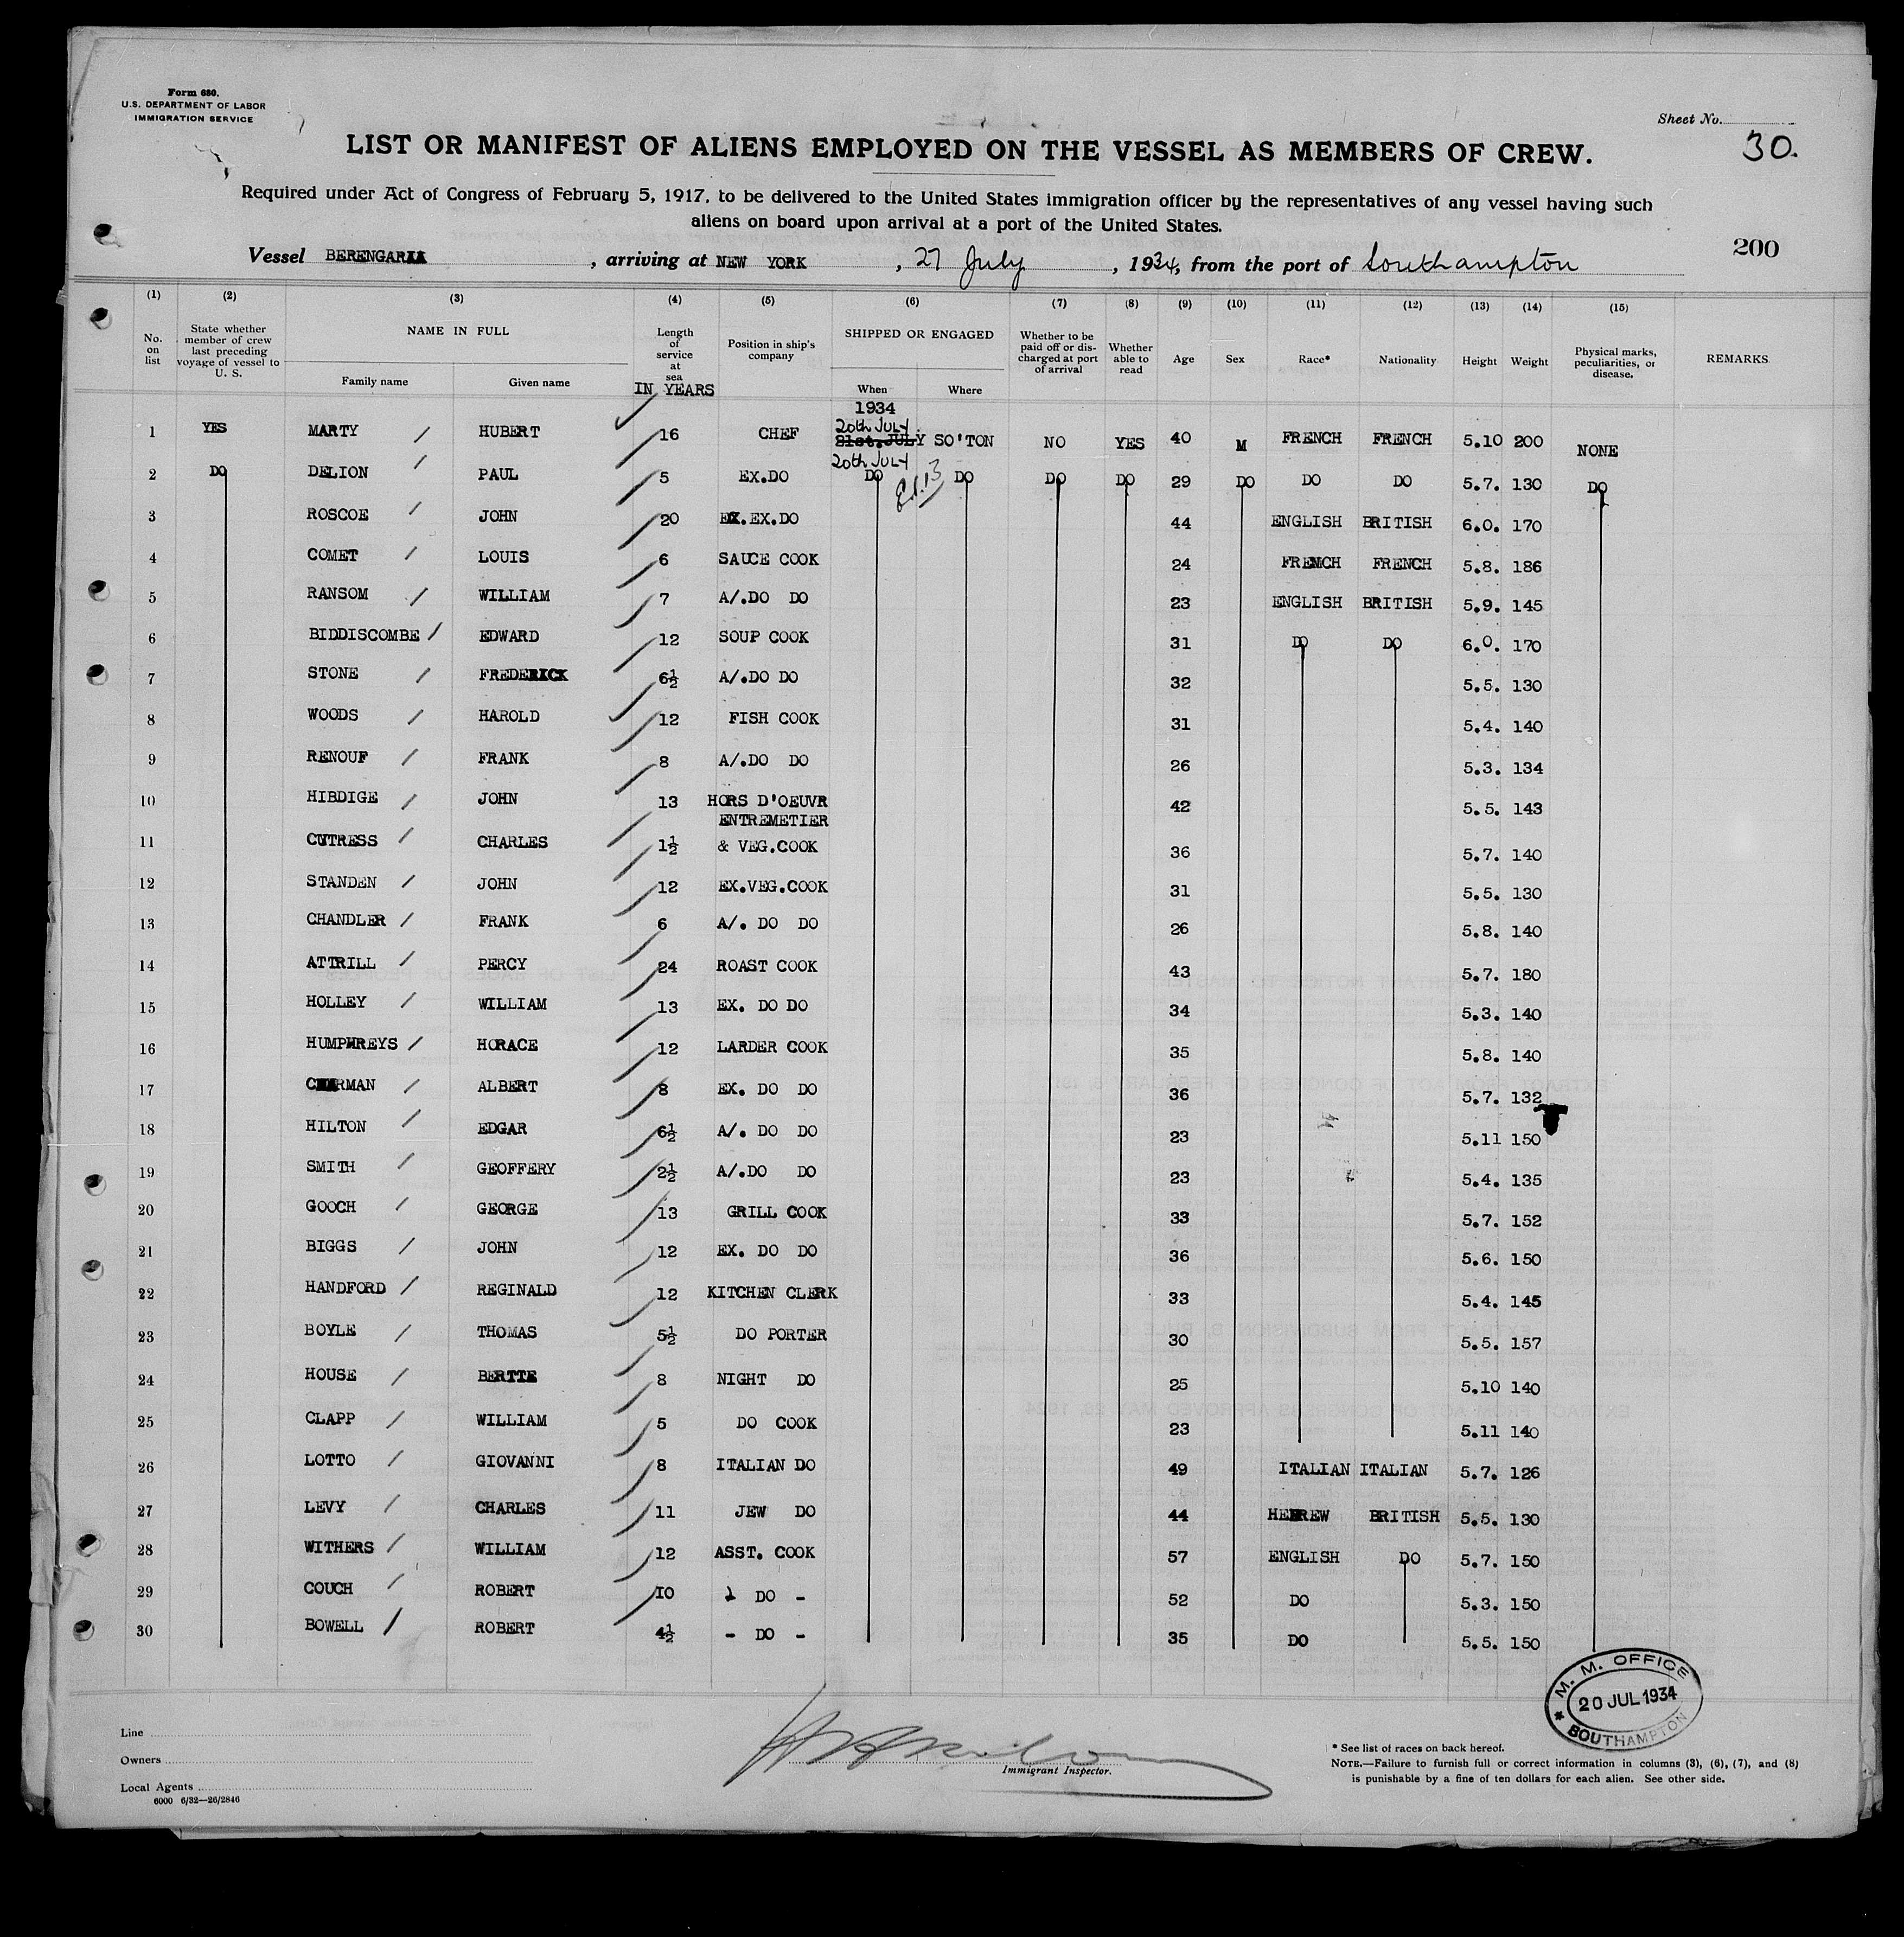 Form 680.
U.S. DEPARTMENT OF LABOR
IMMIGRATION SERVICE
Sheet No.
30.
LIST OR MANIFEST OF ALIENS EMPLOYED ON THE VESSEL AS MEMBERS OF CREW.
Required under Act of Congress of February 5, 1917, to be delivered to the United States immigration officer by the representatives of any vessel having such
aliens on board upon arrival at a port of the United States.
200
Vessel BERENGARIA, arriving at NEW YORK, 27 July, 1934, from the port of Southampton
(1) (2) (3) (4) (5) (6) (7) (8) (9) (10) (11) (12) (13) (14) (15)
No. on list State whether member of crew last preceding voyage of vessel to U. S. NAME IN FULL Family name Given name Length of service at sea IN YEARS Position in ship's company SHIPPED OR ENGAGED When Where Whether to be paid off or discharged at port of arrival Whether able to read Age Sex Race* Nationality Height Weight Physical marks, peculiarities, or disease. REMARKS
1934
20th JULY
1 YES MARTY / HUBERT 16 CHEF 21st.JULY SO'TON NO YES 40 M FRENCH FRENCH 5.10 200 NONE
20th JULY
2 DO DELION / PAUL 5 EX.DO DO DO DO DO 29 DO DO DO 5.7. 130 DO
3 ROSCOE / JOHN 20 EX.EX.DO 44 ENGLISH BRITISH 6.0. 170
4 COMET / LOUIS 6 SAUCE COOK 24 FRENCH FRENCH 5.8. 186
5 RANSOM / WILLIAM 7 A/.DO DO 23 ENGLISH BRITISH 5.9. 145
6 BIDDISCOMBE / EDWARD 12 SOUP COOK 31 DO DO 6.0. 170
7 STONE / FREDERICK 6½ A/.DO DO 32 5.5. 130
8 WOODS / HAROLD 12 FISH COOK 31 5.4. 140
9 RENOUF / FRANK 8 A/.DO DO 26 5.3. 134
10 HIBDIGE / JOHN 13 HORS D'OEUVR 42 5.5. 143
ENTREMETIER
11 CUTRESS / CHARLES 1½ & VEG.COOK 36 5.7. 140
12 STANDEN / JOHN 12 EX.VEG.COOK 31 5.5. 130
13 CHANDLER / FRANK 6 A/. DO DO 26 5.8. 140
14 ATTRILL / PERCY 24 ROAST COOK 43 5.7. 180
15 HOLLEY / WILLIAM 13 EX. DO DO 34 5.3. 140
16 HUMPHREYS / HORACE 12 LARDER COOK 35 5.8. 140
17 / ALBERT 8 EX. DO DO 36 5.7. 132
18 HILTON / EDGAR 6½ A/. DO DO 23 5.11 150
19 SMITH / GEOFFERY 2½ A/.DO DO 23 5.4. 135
20 GOOCH / GEORGE 13 GRILL COOK 33 5.7. 152
21 BIGGS / JOHN 12 EX. DO DO 36 5.6. 150
22 HANDFORD / REGINALD 12 KITCHEN CLERK 33 5.4. 145
23 BOYLE / THOMAS 5½ DO PORTER 30 5.5. 157
24 HOUSE / 8 NIGHT DO 25 5.10 140
25 CLAPP / WILLIAM 5 DO COOK 23 5.11 140
26 LOTTO / GIOVANNI 8 ITALIAN DO 49 ITALIAN ITALIAN 5.7. 126
27 LEVY / CHARLES 11 JEW DO 44 HEBREW BRITISH 5.5. 130
28 WITHERS / WILLIAM 12 ASST. COOK 57 ENGLISH DO 5.7. 150
29 COUCH / ROBERT 10 DO - 52 DO 5.3. 150
30 BOWELL / ROBERT 4½ - DO - 35 DO 5.5. 150
M. M. OFFICE
20 JUL 1934
SOUTHAMPTON
Line
Owners
Local Agents
6000 6/32—26/2846
Immigrant Inspector.
* See list of races on back hereof.
NOTE.—Failure to furnish full or correct information in columns (3), (6), (7), and (8)
is punishable by a fine of ten dollars for each alien. See other side.